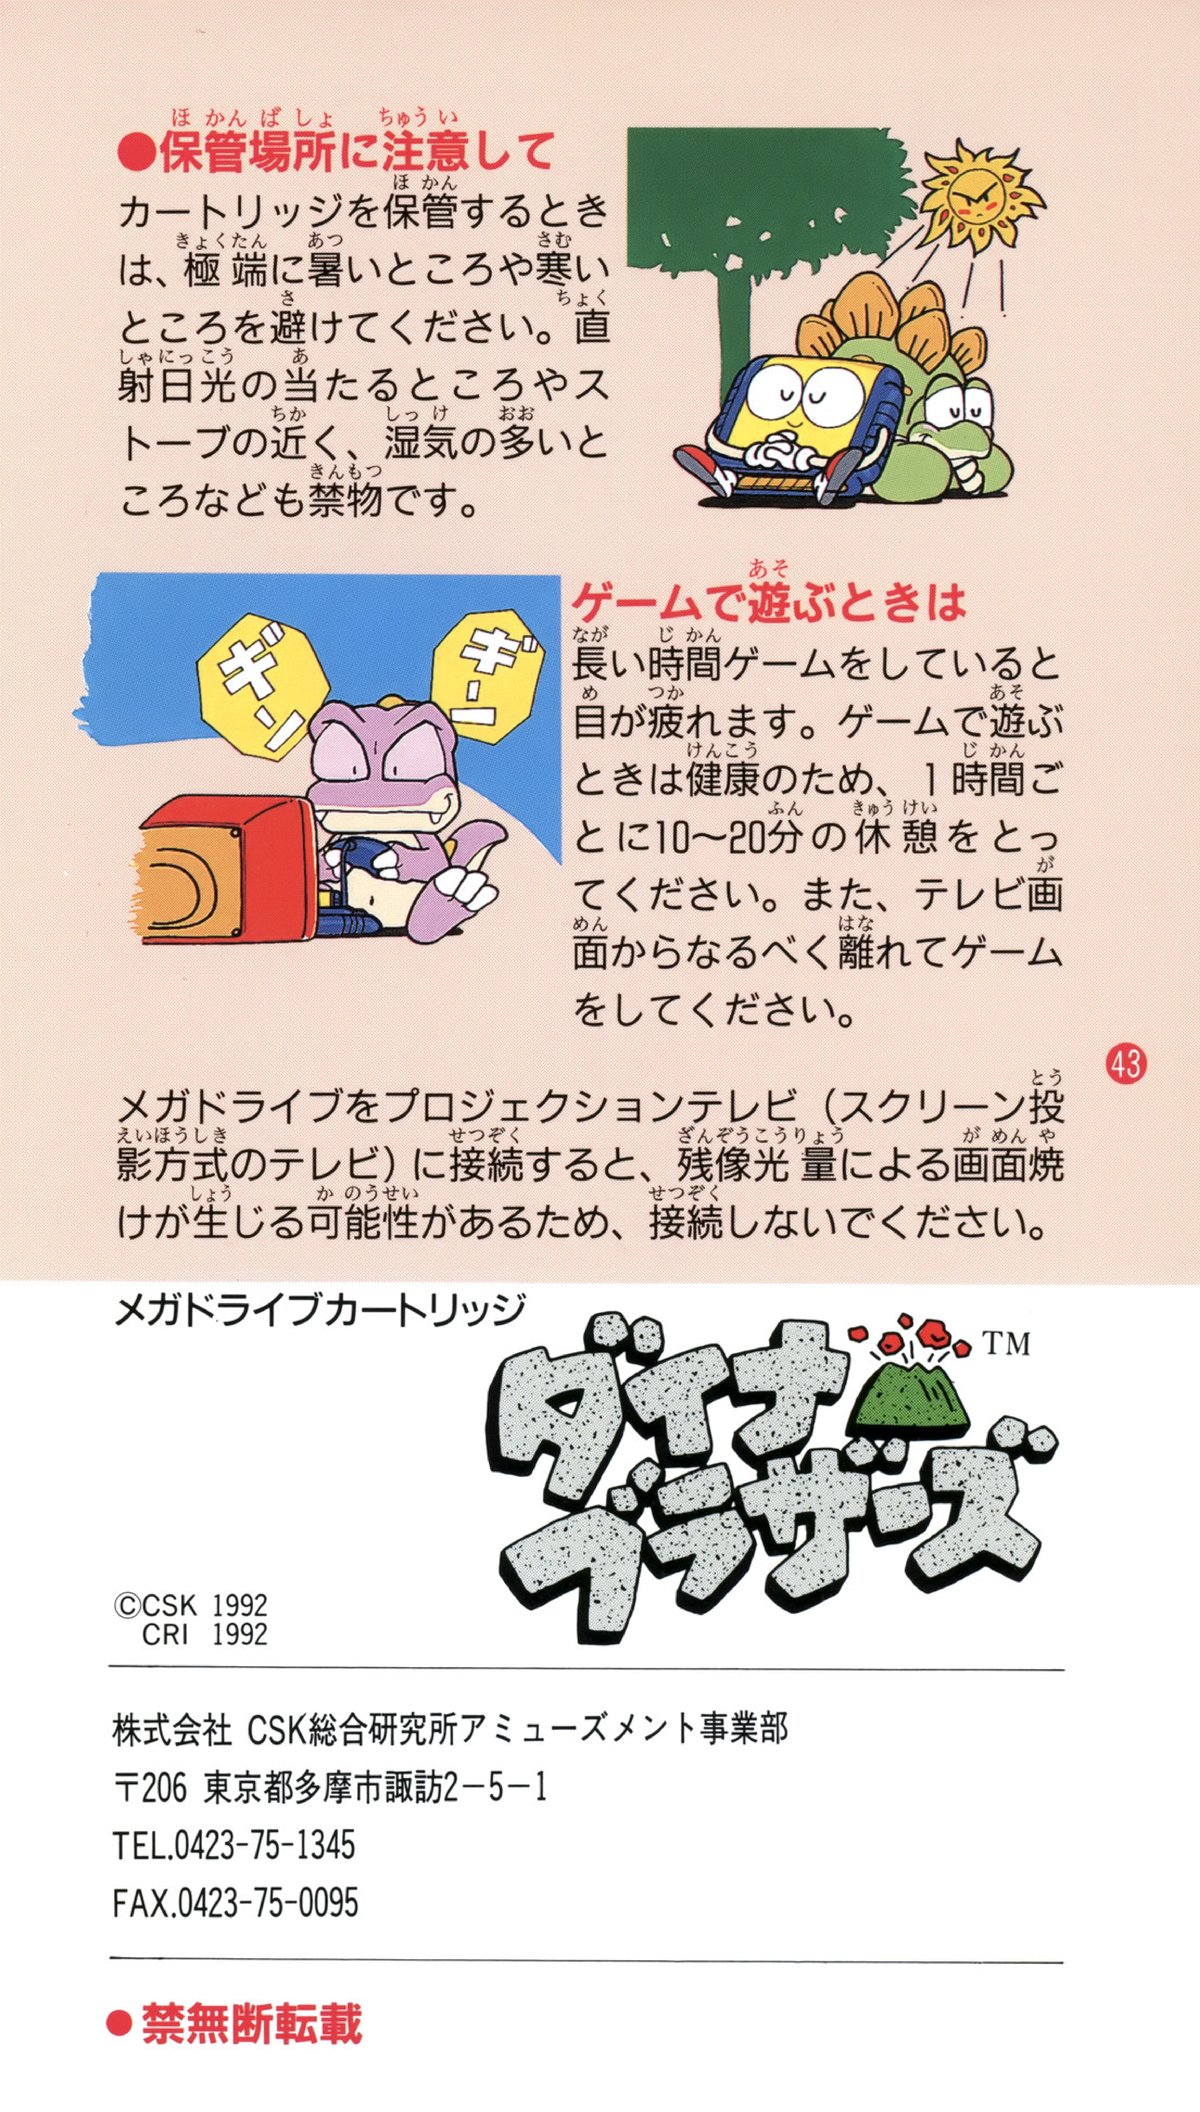 ●保管場所に注意して
カートリッジを保管するとき
は、極端に暑いところや寒い
ところを避けてください。直
射日光の当たるところやス
トーブの近く、湿気の多いと
ころなども禁物です。
ギン
ギーン
ゲームで遊ぶときは
長い時間ゲームをしていると
目が疲れます。ゲームで遊ぶ
ときは健康のため、1時間ご
とに10〜20分の休憩をとっ
てください。また、テレビ画
面からなるべく離れてゲーム
をしてください。
43
メガドライブをプロジェクションテレビ（スクリーン投
影方式のテレビ）に接続すると、残像光量による画面焼
けが生じる可能性があるため、接続しないでください。
メガドライブカートリッジ
ダイナ TM
ブラザーズ
©CSK 1992
CRI 1992
株式会社 CSK総合研究所アミューズメント事業部
〒206 東京都多摩市諏訪2−5−1
TEL.0423-75-1345
FAX.0423-75-0095
●禁無断転載